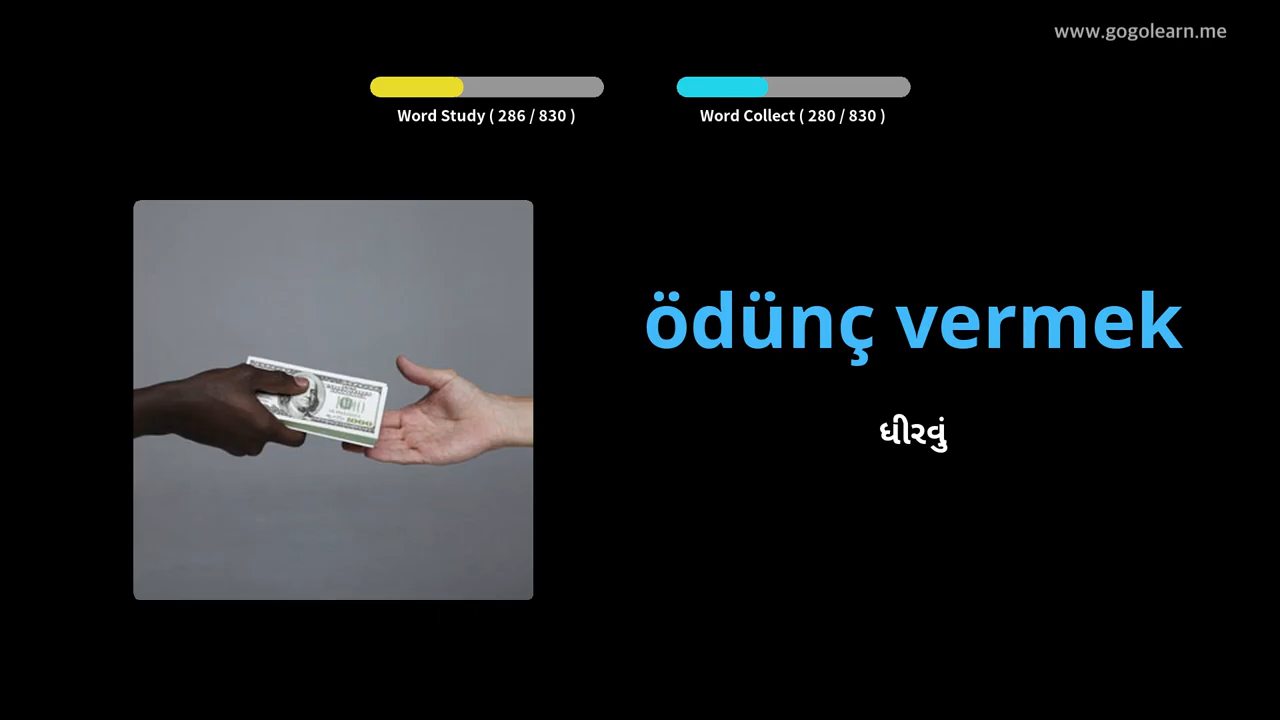 www.gogolearn.me
Word Study ( 286 / 830 )
Word Collect ( 280 / 830 )
ödünç vermek
ધીરવું